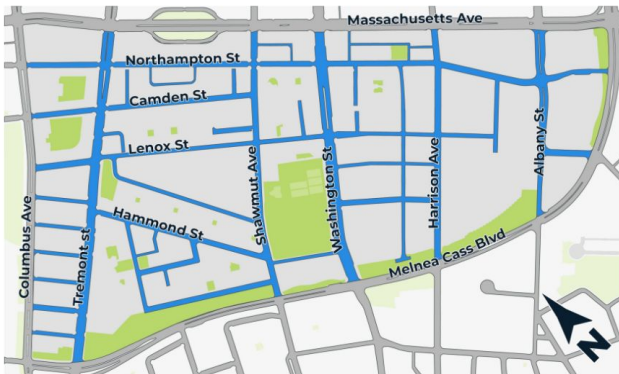 Massachusetts Ave
Northampton St
Camden St
Lenox St
Hammond St
Columbus Ave
Tremont st
Shawmut Ave
Washington St
Harrison Ave
Albany St
Melnea Cass Blvd
N